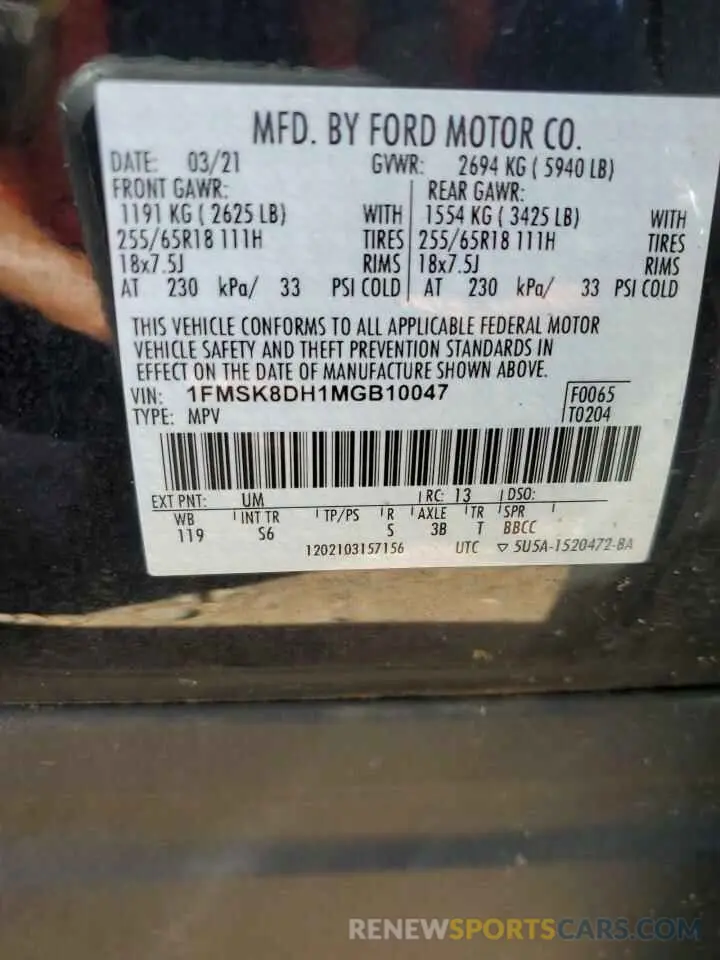 MFD. BY FORD MOTOR CO.
DATE: 03/21 GVWR: 2694 KG ( 5940 LB)
FRONT GAWR: REAR GAWR:
1191 KG ( 2625 LB) WITH 1554 KG ( 3425 LB) WITH
255/65R18 111H TIRES 255/65R18 111H TIRES
18x7.5J RIMS 18x7.5J RIMS
AT 230 kPa/ 33 PSI COLD AT 230 kPa/ 33 PSI COLD
THIS VEHICLE CONFORMS TO ALL APPLICABLE FEDERAL MOTOR
VEHICLE SAFETY AND THEFT PREVENTION STANDARDS IN
EFFECT ON THE DATE OF MANUFACTURE SHOWN ABOVE.
VIN: 1FMSK8DH1MGB10047 F0065
TYPE: MPV T0204
EXT PNT: UM RC: 13 DSO:
WB INT TR TP/PS R AXLE TR SPR
119 S6 S 3B T BBCC
1202103157156 UTC ▽ 5U5A-1520472-BA
RENEWSPORTSCARS.COM